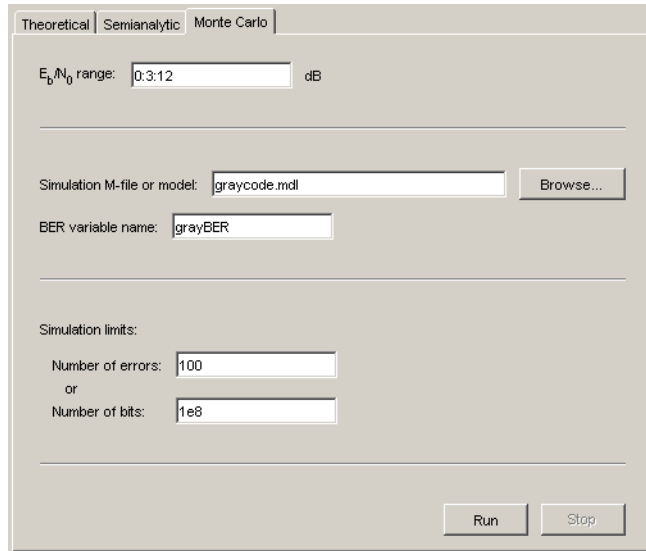 Theoretical Semianalytic Monte Carlo
Eb/N0 range: 0:3:12 dB
Simulation M-file or model: graycode.mdl Browse...
BER variable name: grayBER
Simulation limits:
Number of errors: 100
or
Number of bits: 1e8
Run Stop